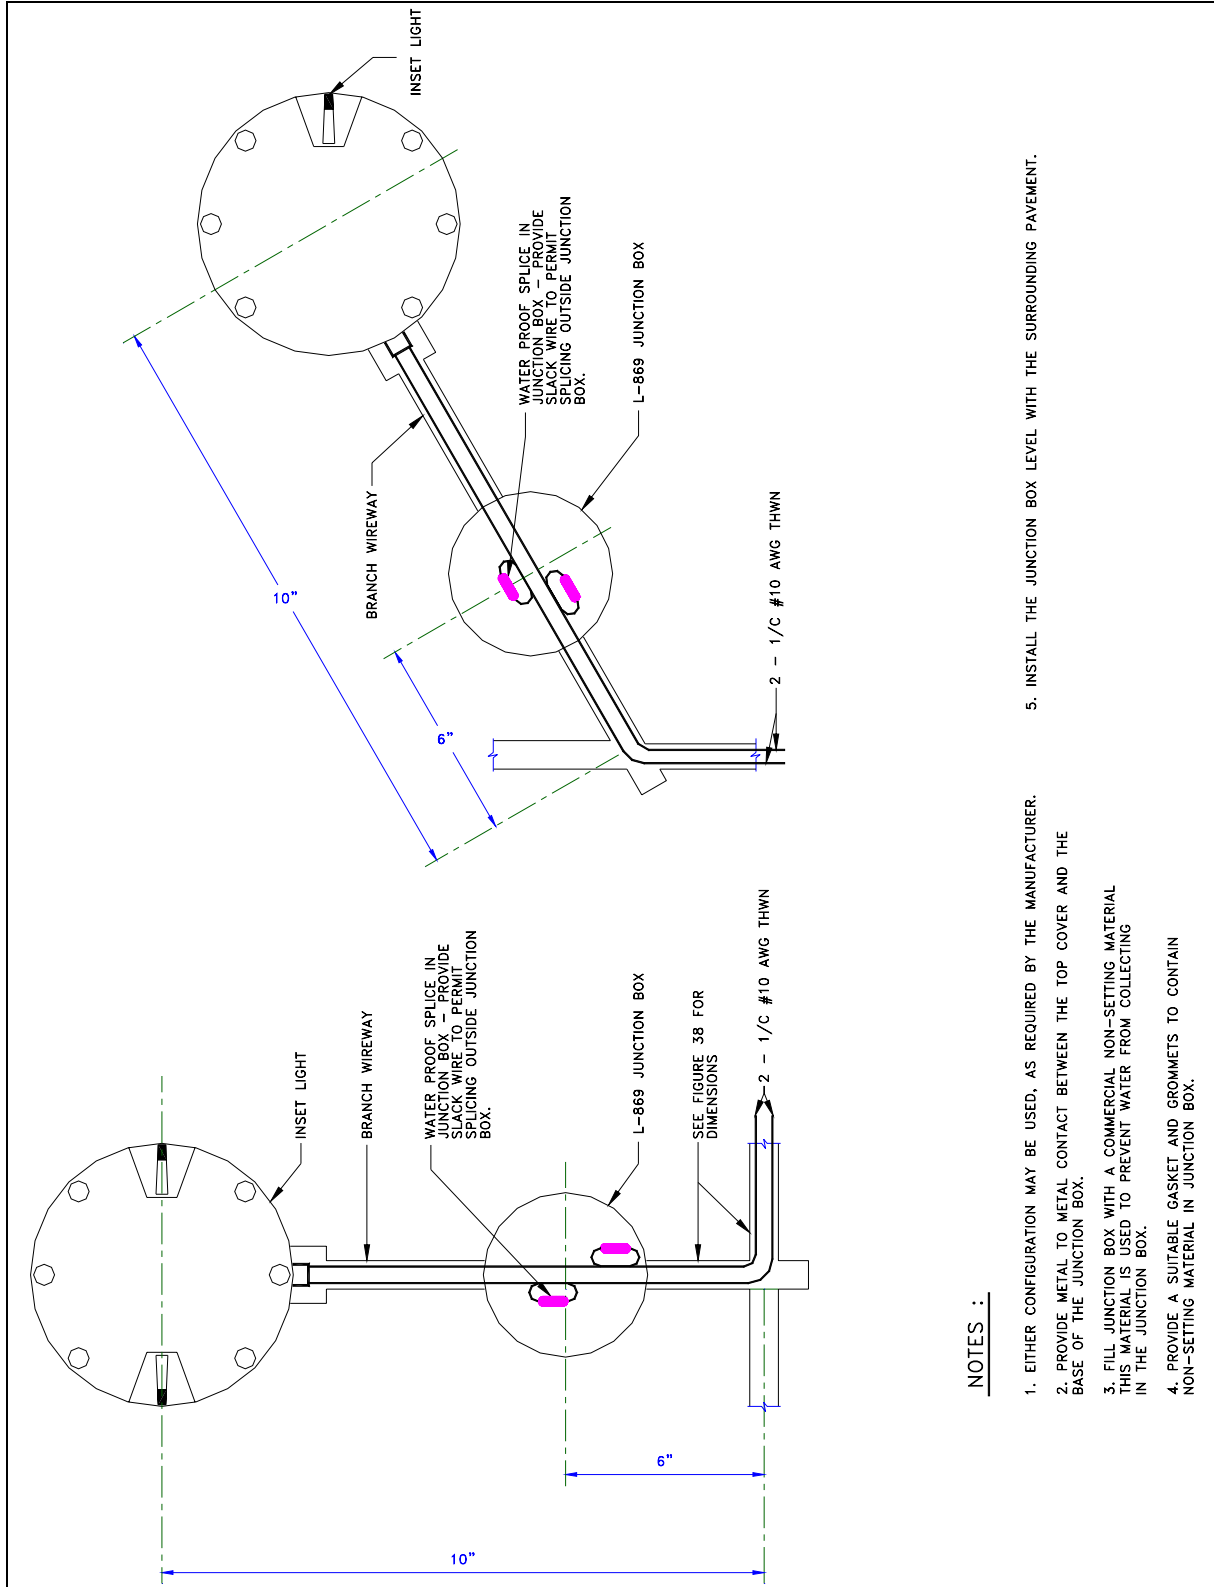 INSET LIGHT
BRANCH WIREWAY
WATER PROOF SPLICE IN
JUNCTION BOX – PROVIDE
SLACK WIRE TO PERMIT
SPLICING OUTSIDE JUNCTION
BOX.
L–869 JUNCTION BOX
SEE FIGURE 38 FOR
DIMENSIONS
2 – 1/C #10 AWG THWN
6"
10"
INSET LIGHT
BRANCH WIREWAY
WATER PROOF SPLICE IN
JUNCTION BOX – PROVIDE
SLACK WIRE TO PERMIT
SPLICING OUTSIDE JUNCTION
BOX.
L–869 JUNCTION BOX
2 – 1/C #10 AWG THWN
10"
6"
NOTES :
1. EITHER CONFIGURATION MAY BE USED, AS REQUIRED BY THE MANUFACTURER.
2. PROVIDE METAL TO METAL CONTACT BETWEEN THE TOP COVER AND THE
BASE OF THE JUNCTION BOX.
3. FILL JUNCTION BOX WITH A COMMERCIAL NON–SETTING MATERIAL
THIS MATERIAL IS USED TO PREVENT WATER FROM COLLECTING
IN THE JUNCTION BOX.
4. PROVIDE A SUITABLE GASKET AND GROMMETS TO CONTAIN
NON–SETTING MATERIAL IN JUNCTION BOX.
5. INSTALL THE JUNCTION BOX LEVEL WITH THE SURROUNDING PAVEMENT.